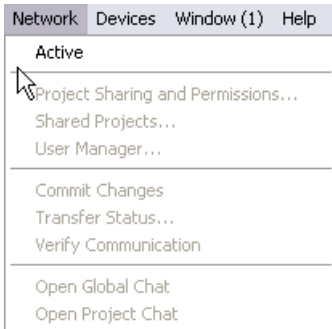 Network Devices Window (1) Help
Active
Project Sharing and Permissions...
Shared Projects...
User Manager...
Commit Changes
Transfer Status...
Verify Communication
Open Global Chat
Open Project Chat